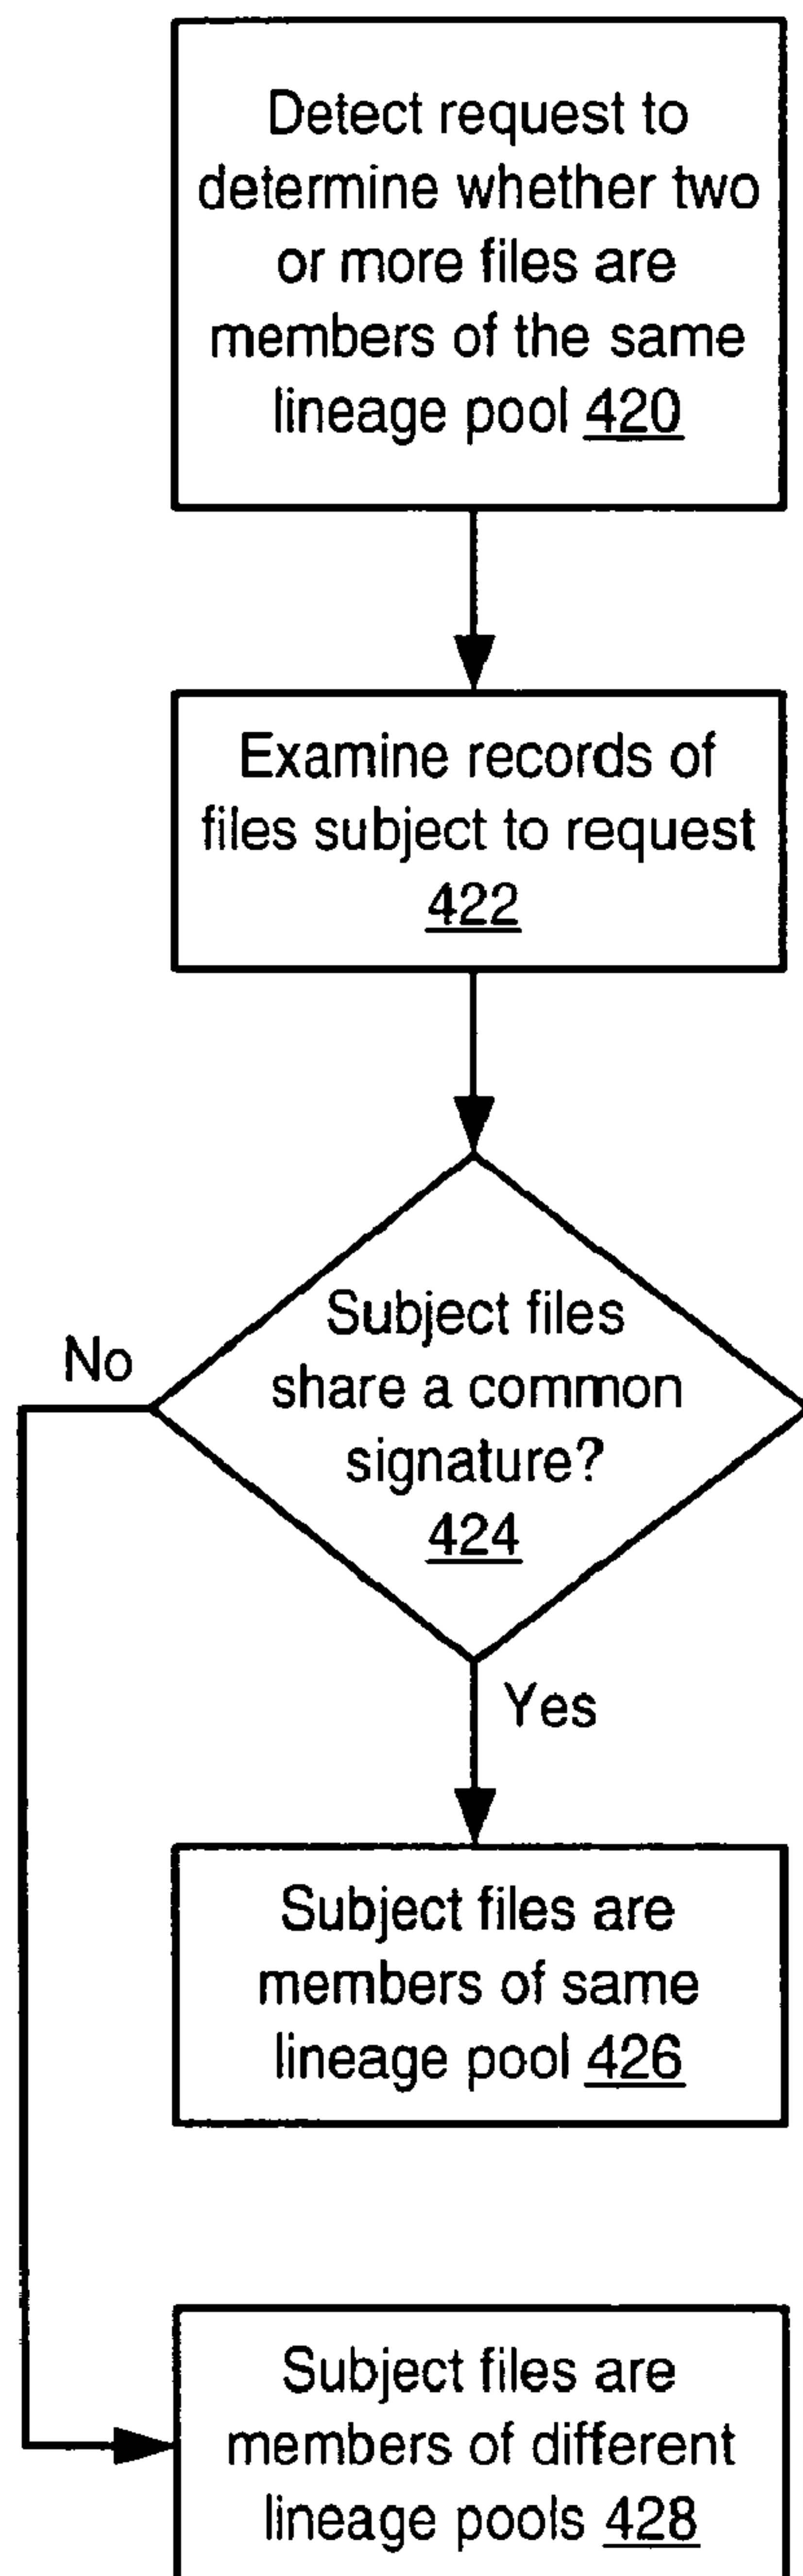 Detect request to
determine whether two
or more files are
members of the same
lineage pool 420
Examine records of
files subject to request
422
Subject files
share a common
signature?
424
No
Yes
Subject files are
members of same
lineage pool 426
Subject files are
members of different
lineage pools 428